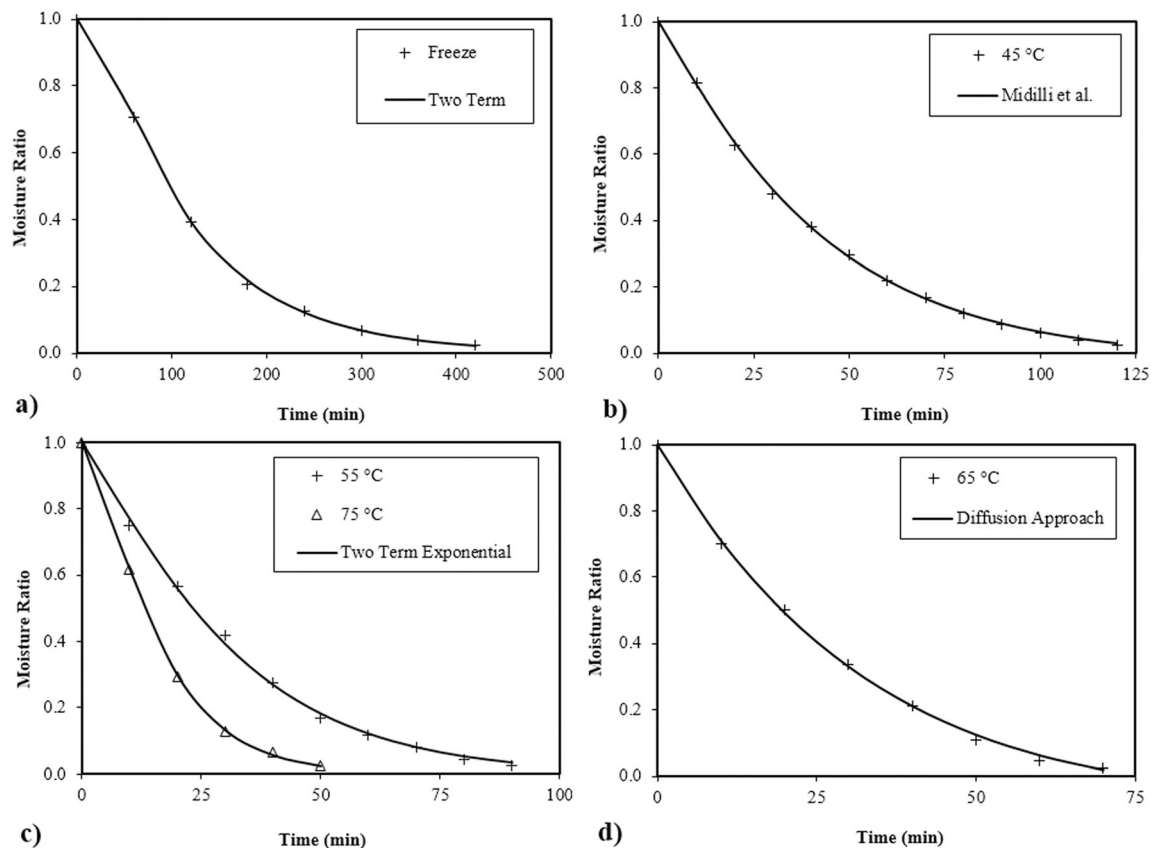 1.0
0.8
0.6
0.4
0.2
0.0
Moisture Ratio
Freeze
Two Term
0 100 200 300 400 500
Time (min)
a)
1.0
0.8
0.6
0.4
0.2
0.0
Moisture Ratio
45 °C
Midilli et al.
0 25 50 75 100 125
Time (min)
b)
1.0
0.8
0.6
0.4
0.2
0.0
Moisture Ratio
55 °C
75 °C
Two Term Exponential
0 25 50 75 100
Time (min)
c)
1.0
0.8
0.6
0.4
0.2
0.0
Moisture Ratio
65 °C
Diffusion Approach
0 25 50 75
Time (min)
d)